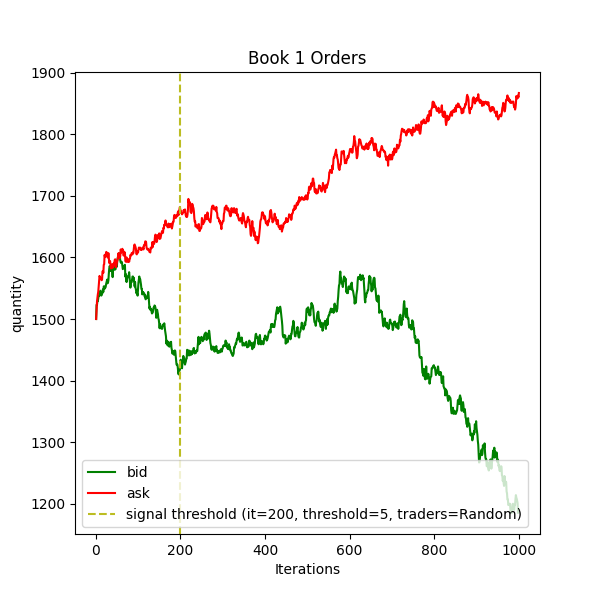 Book 1 Orders
1900
1800
1700
1600
1500
1400
1300
1200
quantity
bid
ask
signal threshold (it=200, threshold=5, traders=Random)
0
200
400
600
800
1000
Iterations